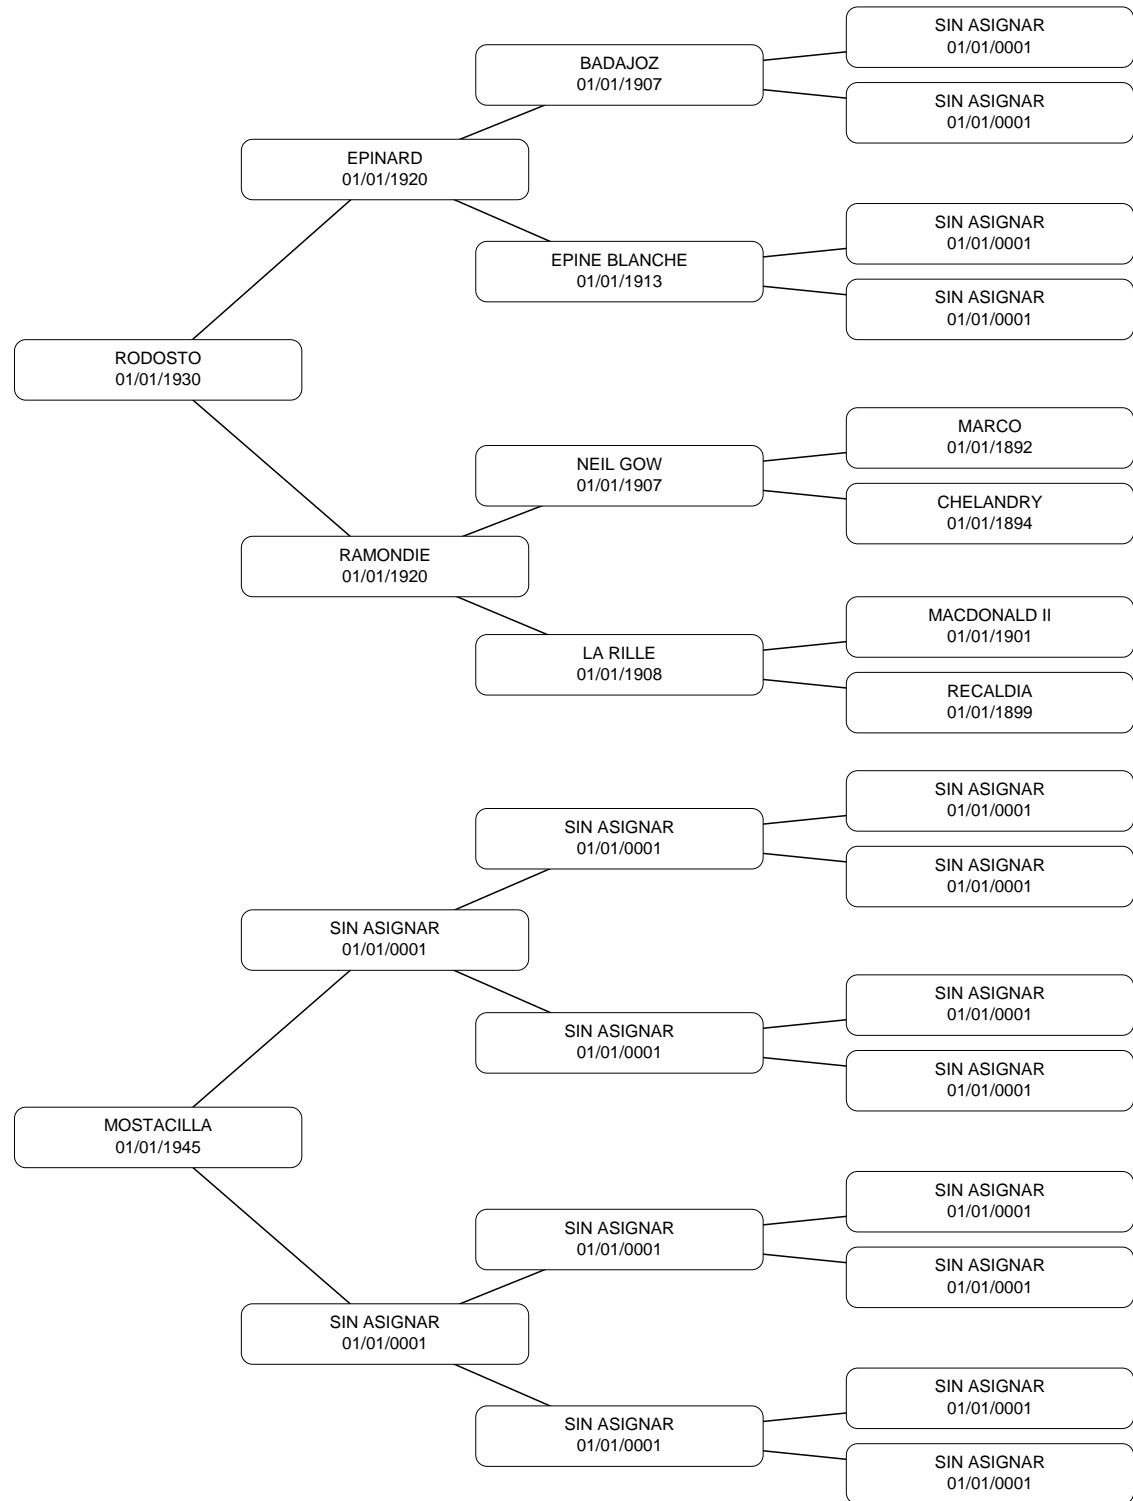 SIN ASIGNAR
01/01/0001
BADAJOZ
01/01/1907
SIN ASIGNAR
01/01/0001
EPINARD
01/01/1920
SIN ASIGNAR
01/01/0001
EPINE BLANCHE
01/01/1913
SIN ASIGNAR
01/01/0001
RODOSTO
01/01/1930
MARCO
01/01/1892
NEIL GOW
01/01/1907
CHELANDRY
01/01/1894
RAMONDIE
01/01/1920
MACDONALD II
01/01/1901
LA RILLE
01/01/1908
RECALDIA
01/01/1899
SIN ASIGNAR
01/01/0001
SIN ASIGNAR
01/01/0001
SIN ASIGNAR
01/01/0001
SIN ASIGNAR
01/01/0001
SIN ASIGNAR
01/01/0001
SIN ASIGNAR
01/01/0001
SIN ASIGNAR
01/01/0001
MOSTACILLA
01/01/1945
SIN ASIGNAR
01/01/0001
SIN ASIGNAR
01/01/0001
SIN ASIGNAR
01/01/0001
SIN ASIGNAR
01/01/0001
SIN ASIGNAR
01/01/0001
SIN ASIGNAR
01/01/0001
SIN ASIGNAR
01/01/0001